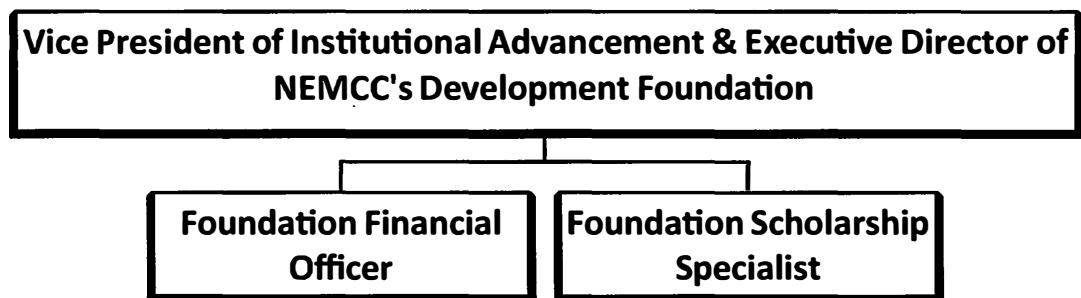 Vice President of Institutional Advancement & Executive Director of
NEMCC's Development Foundation
Foundation Financial
Officer
Foundation Scholarship
Specialist